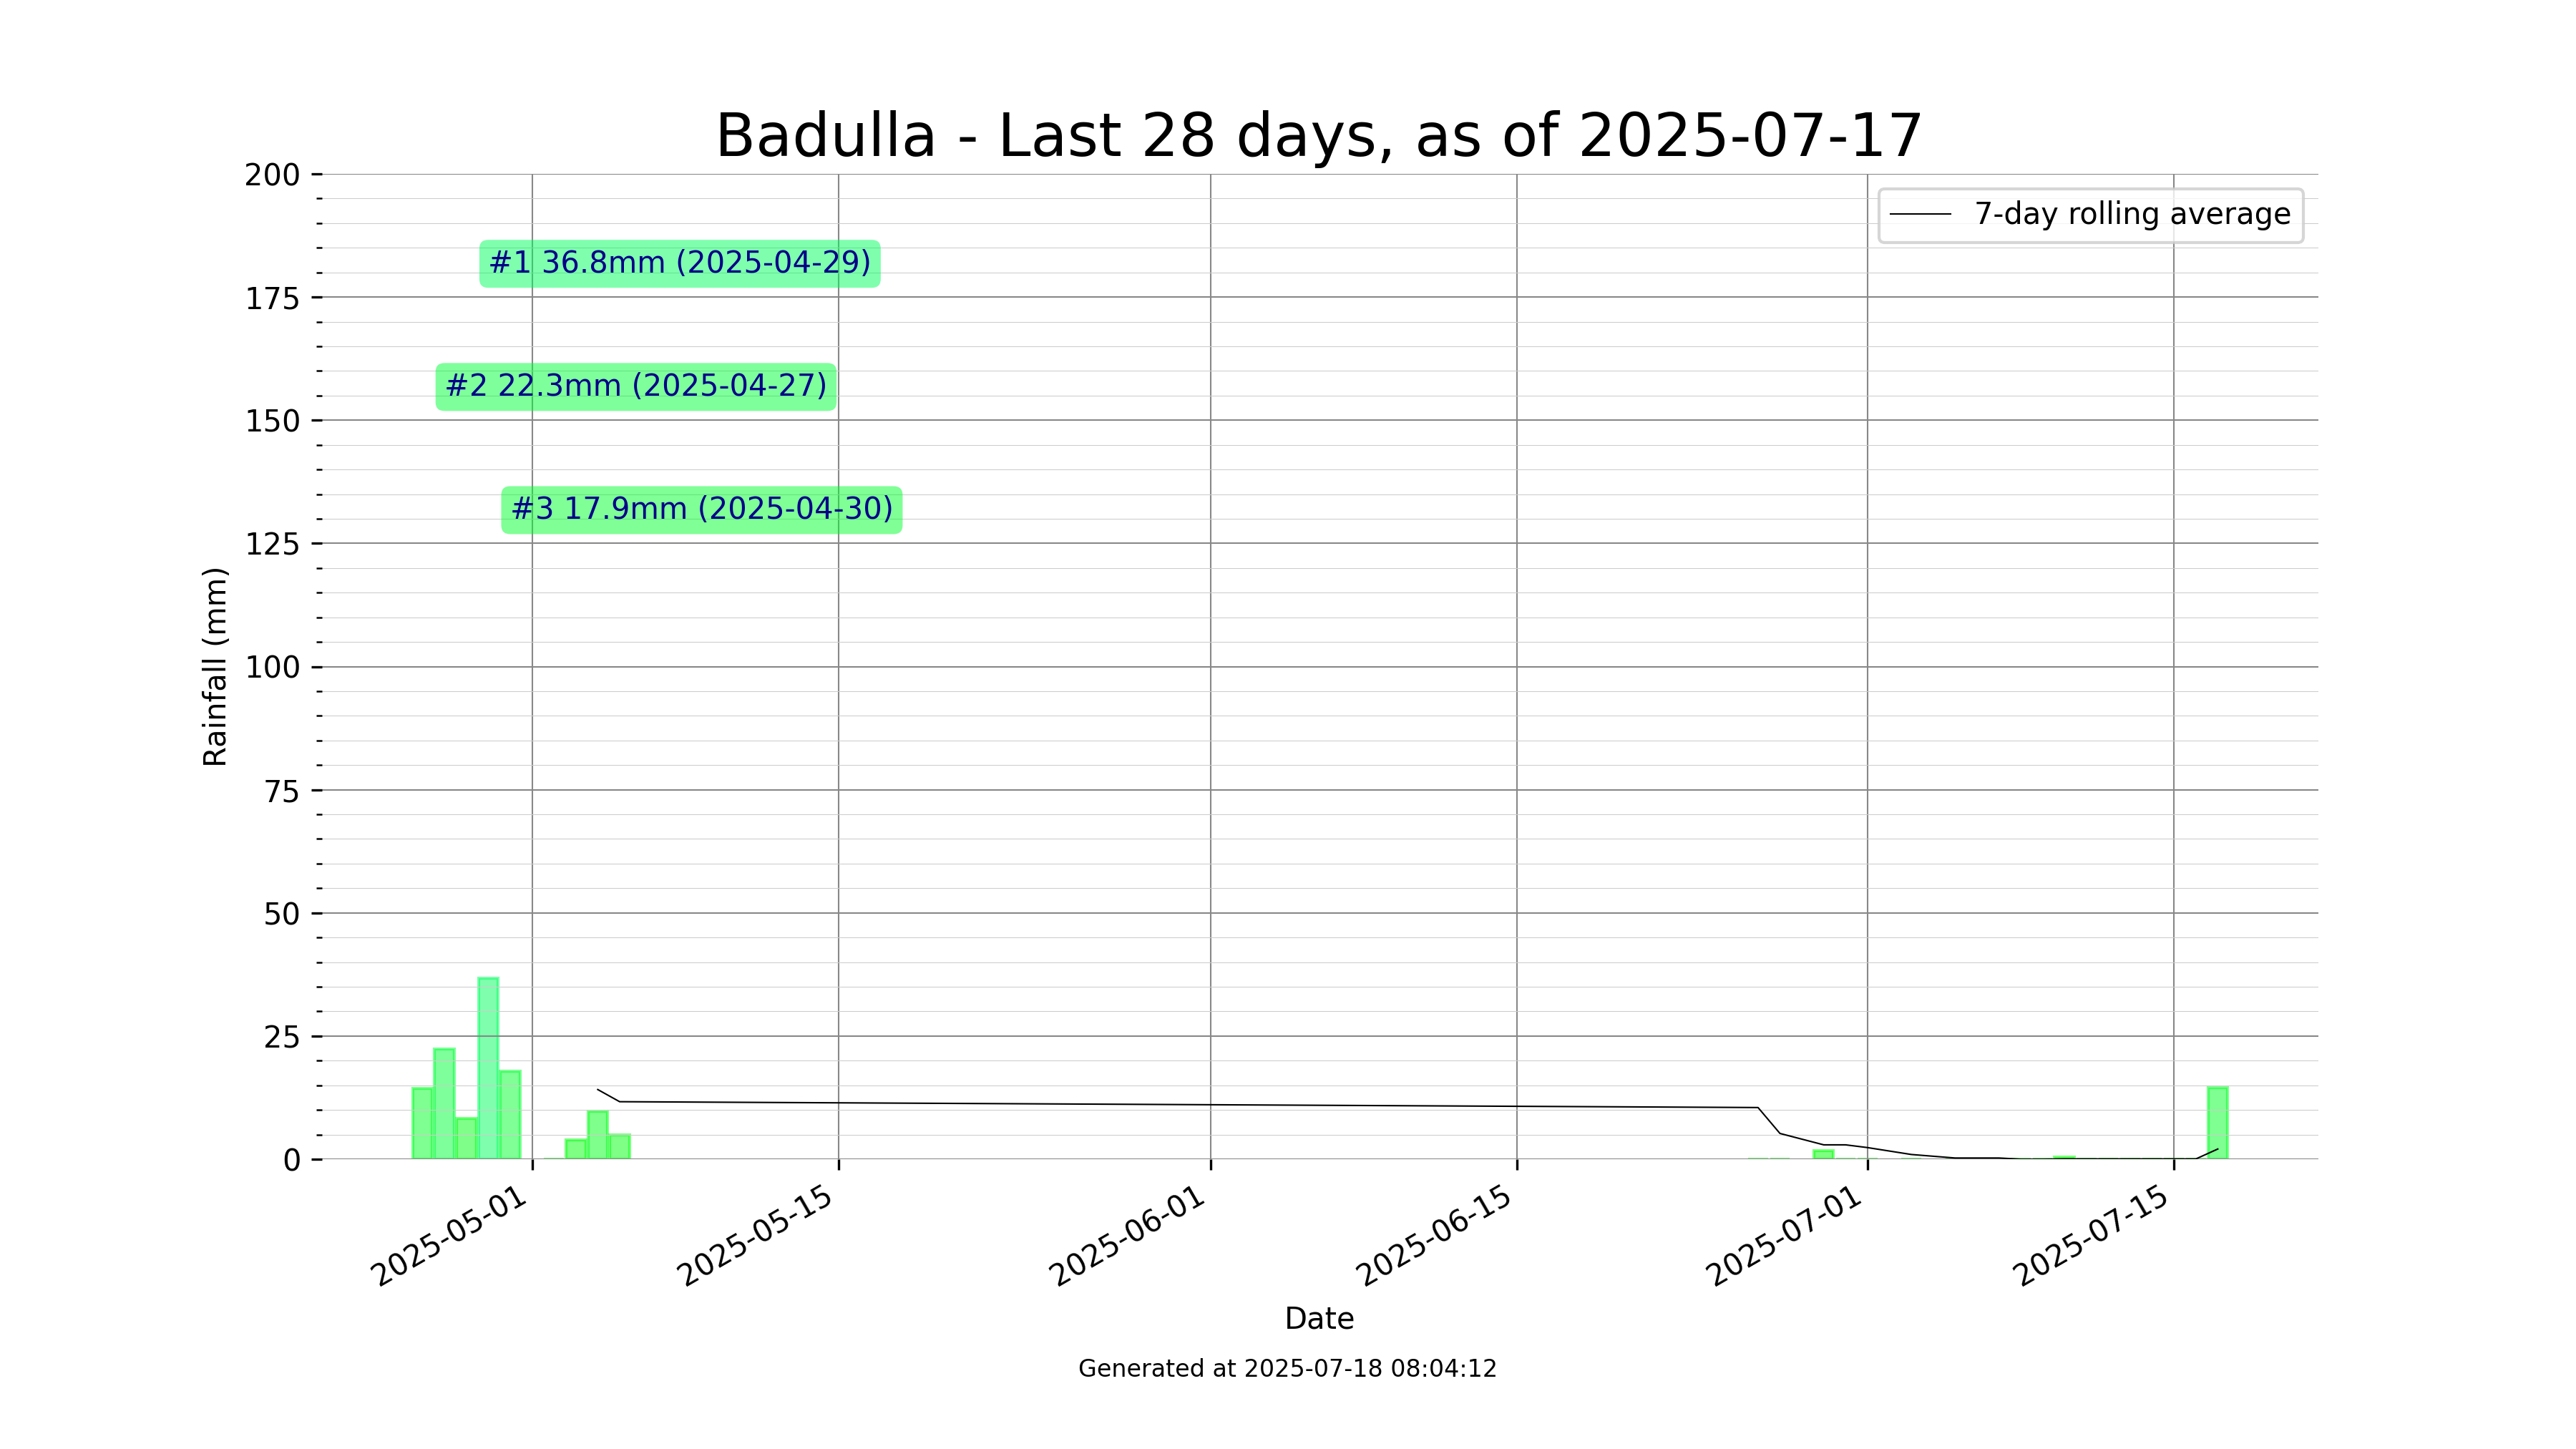 Badulla - Last 28 days, as of 2025-07-17
7-day rolling average
#1 36.8mm (2025-04-29)
#2 22.3mm (2025-04-27)
#3 17.9mm (2025-04-30)
Rainfall (mm)
200
175
150
125
100
75
50
25
0
2025-05-01
2025-05-15
2025-06-01
2025-06-15
2025-07-01
2025-07-15
Date
Generated at 2025-07-18 08:04:12